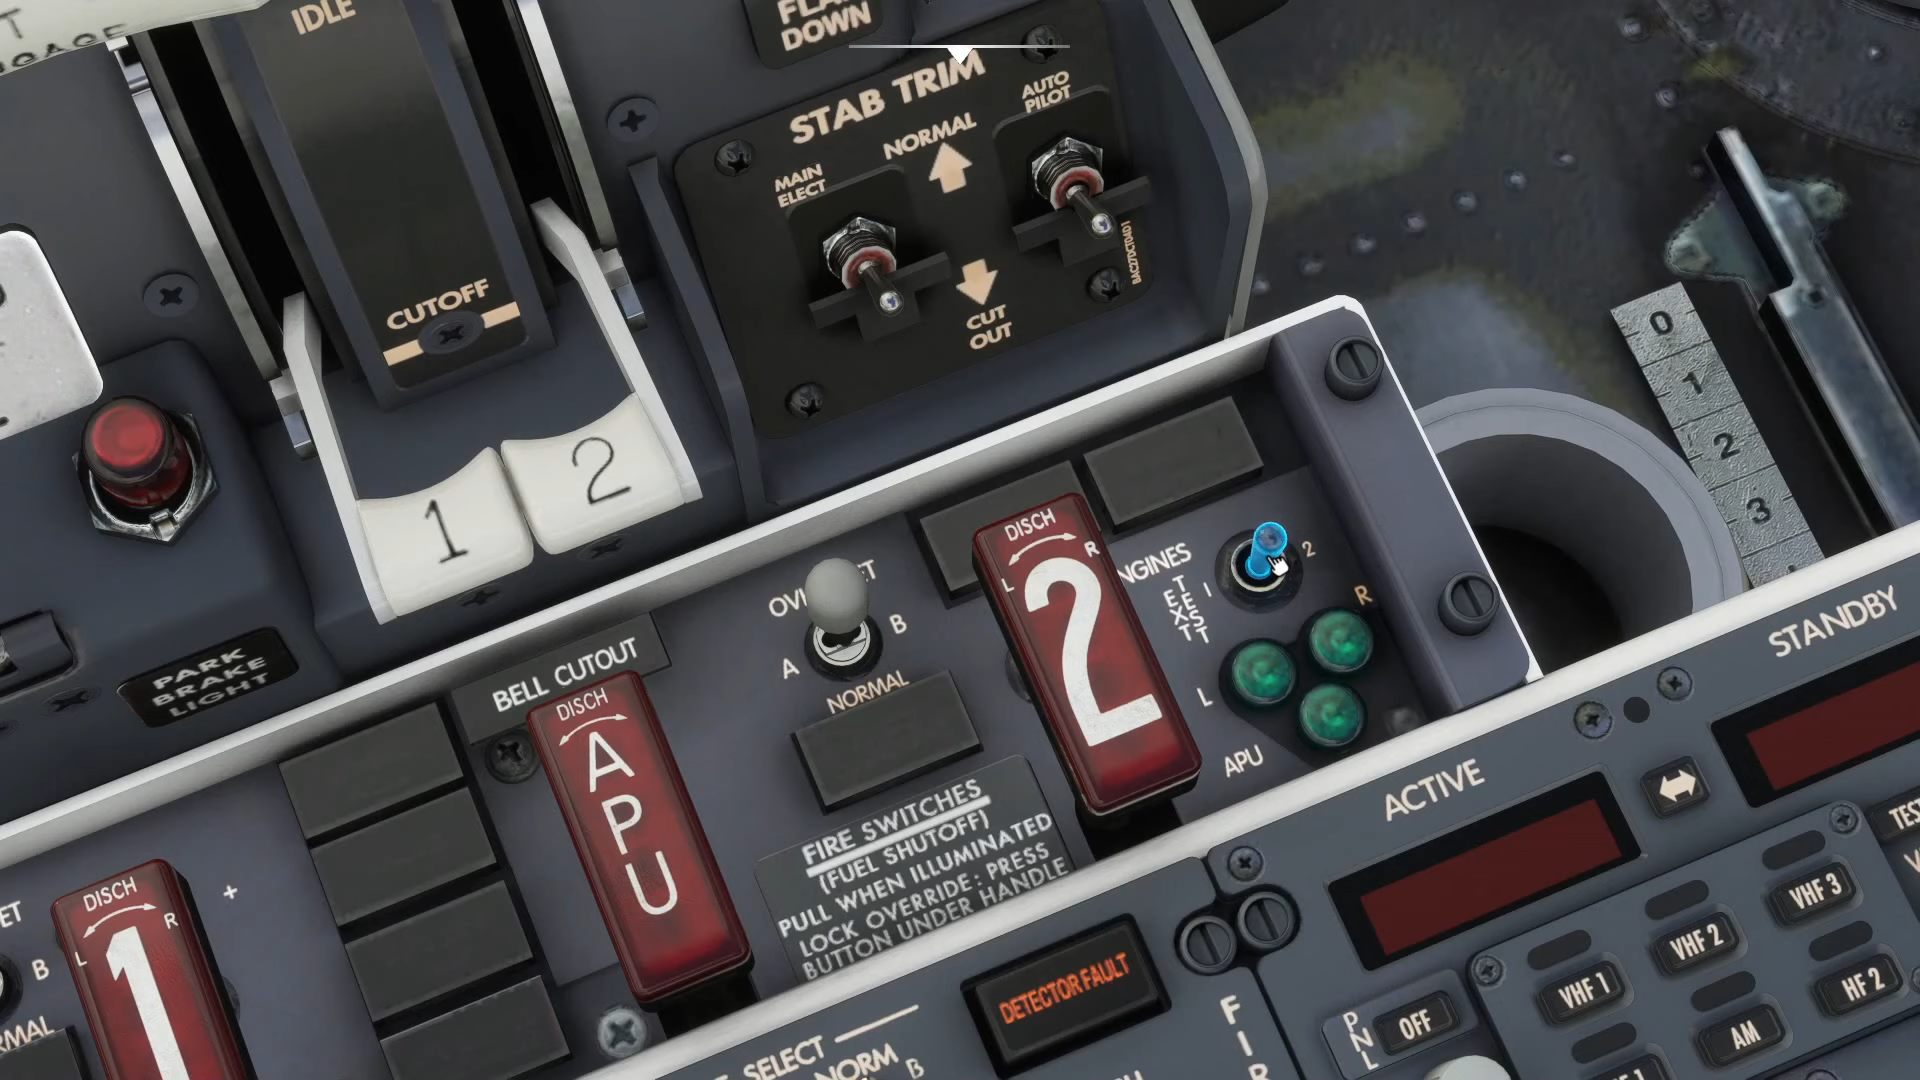 IDLE
DOWN
STAB TRIM
AUTO
PILOT
NORMAL
MAIN
ELECT
CUT
OUT
CUTOFF
1
2
0
1
2
3
PARK
BRAKE
LIGHT
BELL CUTOUT
A
B
NORMAL
DISCH
L
R
2
EXT
TEST
1
2
R
L
APU
STANDBY
ACTIVE
DISCH
APU
FIRE SWITCHES
(FUEL SHUTOFF)
PULL WHEN ILLUMINATED
LOCK OVERRIDE: PRESS
BUTTON UNDER HANDLE
DISCH
L
R
1
B
DETECTOR FAULT
SELECT
NORM
B
VHF 1
VHF 2
VHF 3
HF 2
AM
PNL
OFF